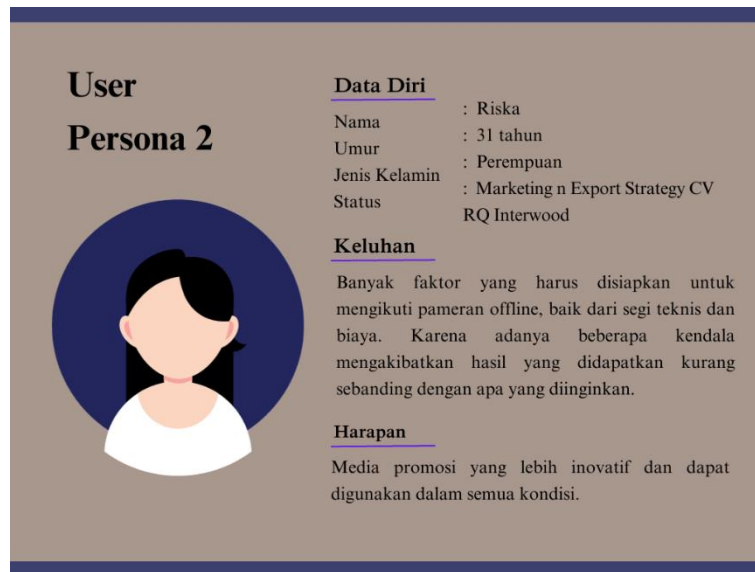 User
Persona 2
Data Diri
Nama : Riska
Umur : 31 tahun
Jenis Kelamin : Perempuan
Status : Marketing n Export Strategy CV
RQ Interwood
Keluhan
Banyak faktor yang harus disiapkan untuk
mengikuti pameran offline, baik dari segi teknis dan
biaya. Karena adanya beberapa kendala
mengakibatkan hasil yang didapatkan kurang
sebanding dengan apa yang diinginkan.
Harapan
Media promosi yang lebih inovatif dan dapat
digunakan dalam semua kondisi.